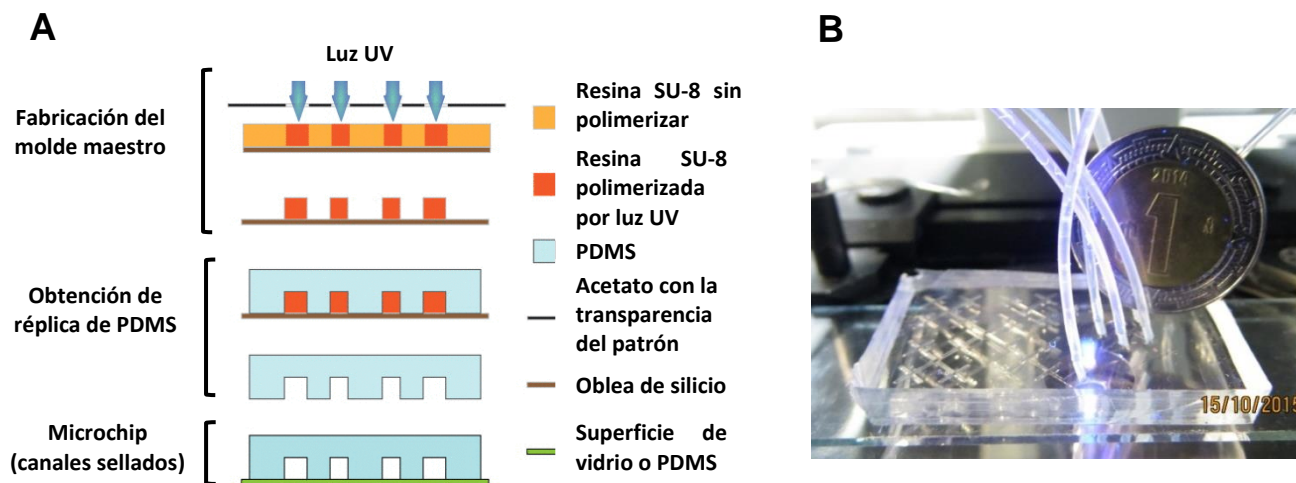 A
Luz UV
Fabricación del
molde maestro
Obtención de
réplica de PDMS
Microchip
(canales sellados)
Resina SU-8 sin
polimerizar
Resina SU-8
polimerizada
por luz UV
PDMS
Acetato con la
transparencia
del patrón
Oblea de silicio
Superficie de
vidrio o PDMS
B
2014
1
15/10/2015